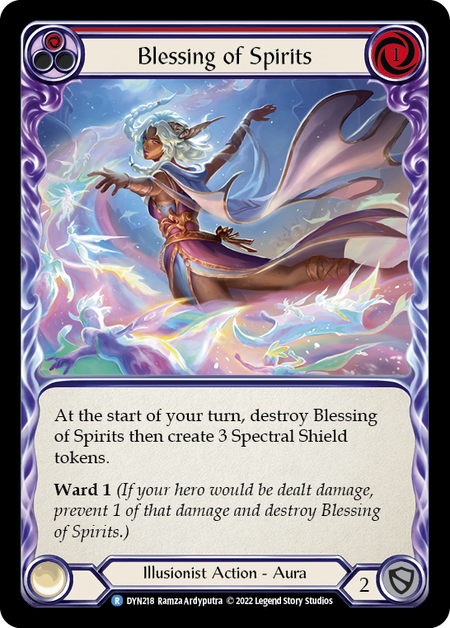 Blessing of Spirits
1
At the start of your turn, destroy Blessing
of Spirits then create 3 Spectral Shield
tokens.
Ward 1 (If your hero would be dealt damage,
prevent 1 of that damage and destroy Blessing
of Spirits.)
Illusionist Action - Aura
2
R DYN218 Ramza Ardyputra © 2022 Legend Story Studios